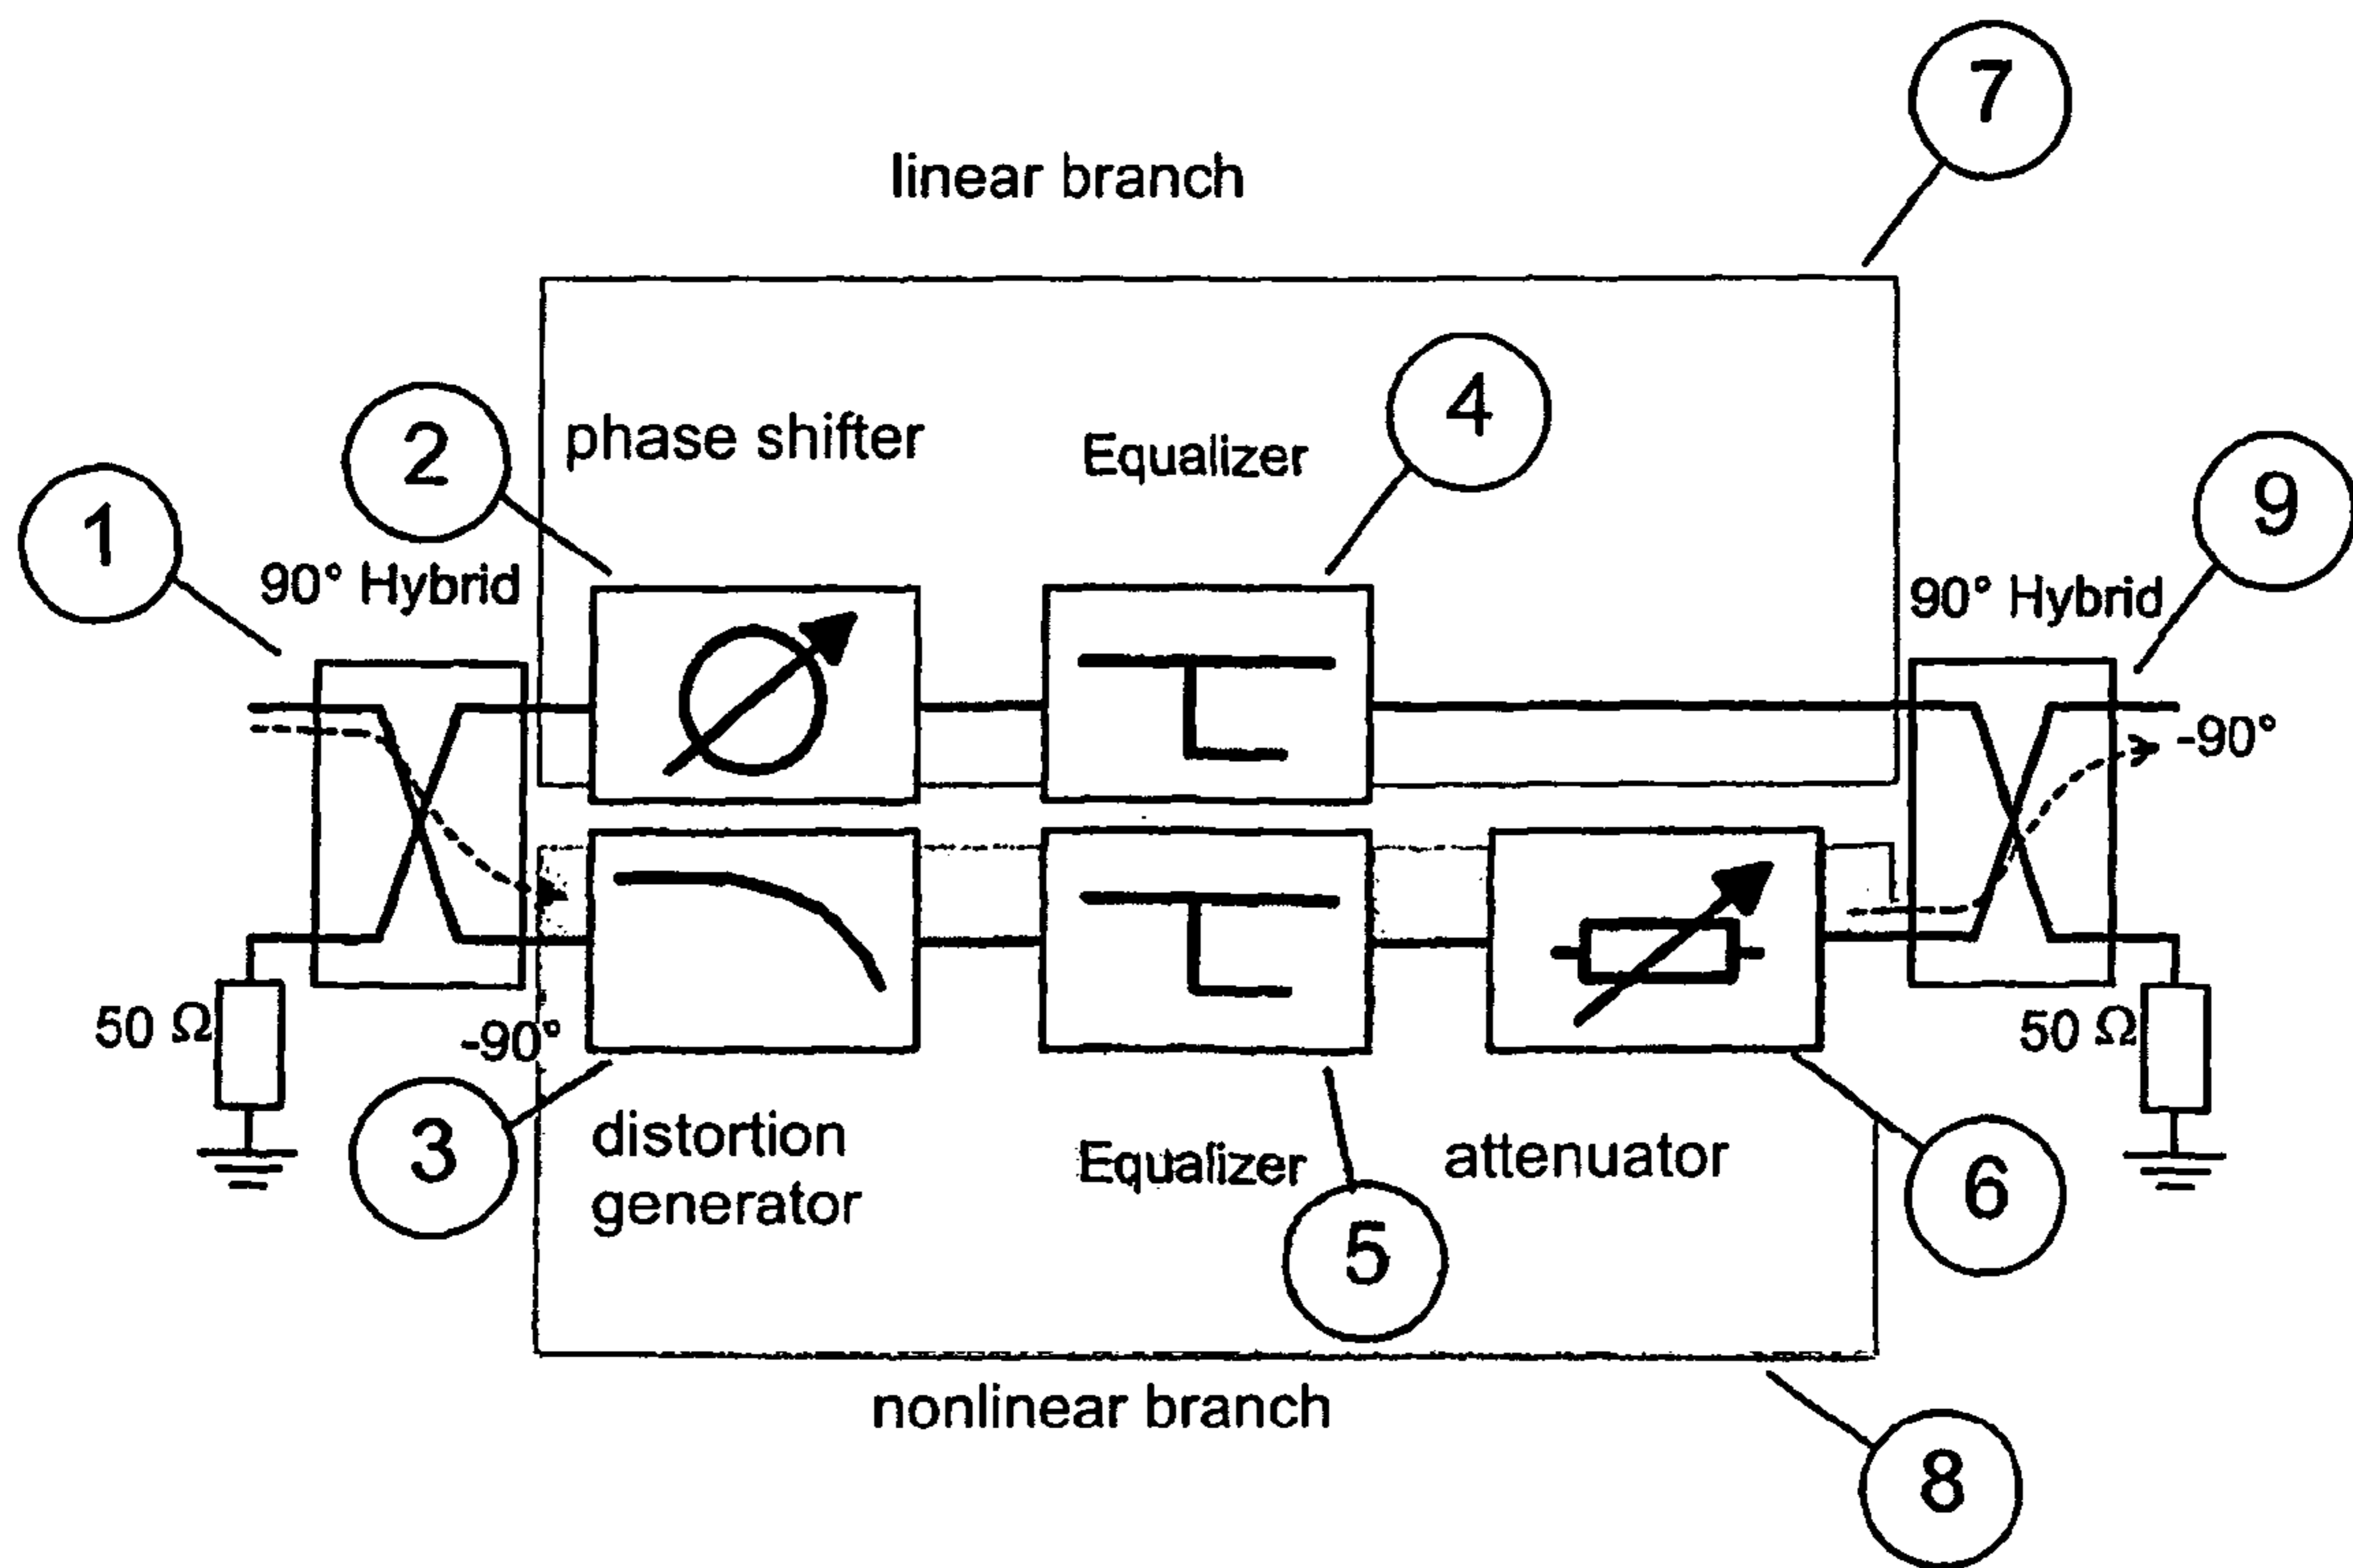 7
linear branch
4
2
phase shifter
Equalizer
9
1
90° Hybrid
90° Hybrid
-90°
50 Ω
-90°
50 Ω
3
distortion
generator
Equalizer
attenuator
6
5
nonlinear branch
8